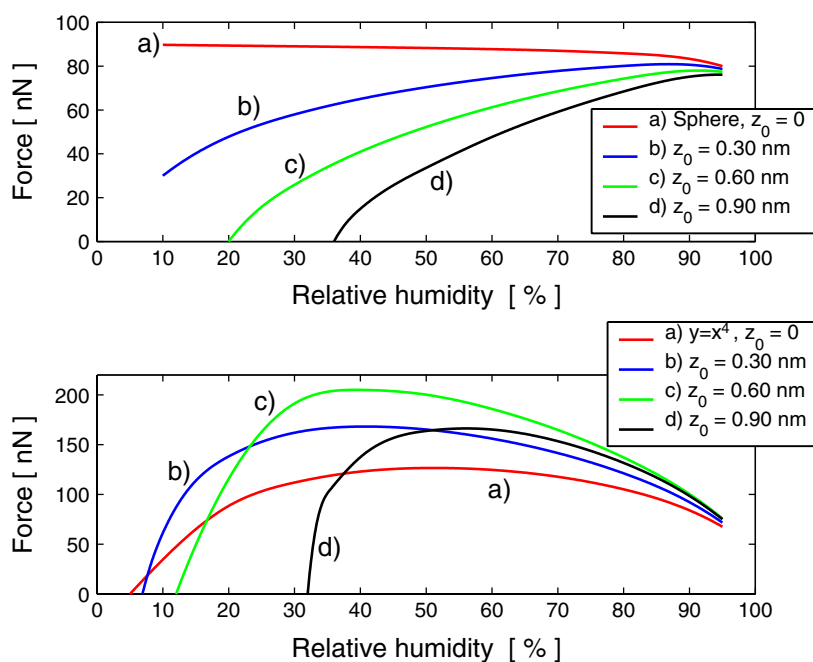 a)
b)
c)
d)
Force [ nN ]
100
80
60
40
20
0
0 10 20 30 40 50 60 70 80 90 100
Relative humidity [ % ]
a) Sphere, z₀ = 0
b) z₀ = 0.30 nm
c) z₀ = 0.60 nm
d) z₀ = 0.90 nm
a) y=x⁴, z₀ = 0
b) z₀ = 0.30 nm
c) z₀ = 0.60 nm
d) z₀ = 0.90 nm
c)
b)
a)
d)
Force [ nN ]
200
150
100
50
0
0 10 20 30 40 50 60 70 80 90 100
Relative humidity [ % ]